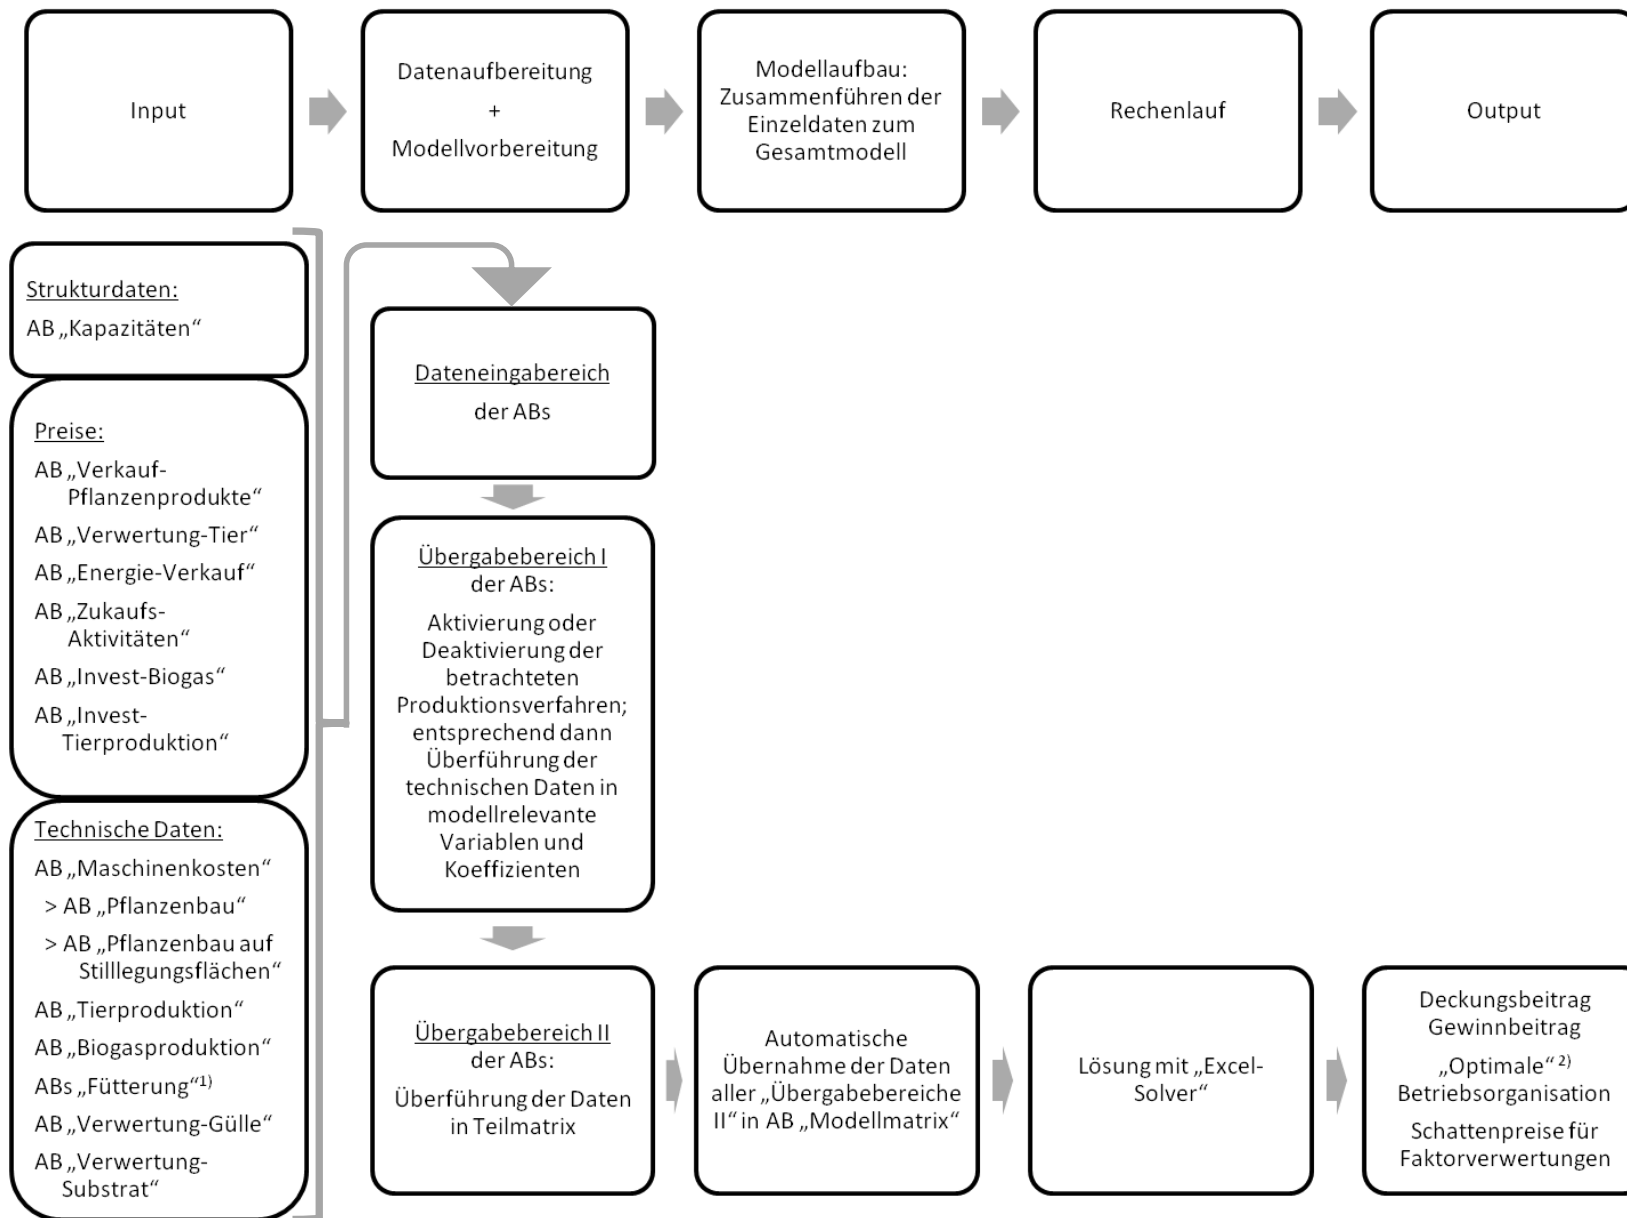 Input
Datenaufbereitung
+
Modellvorbereitung
Modellaufbau:
Zusammenführen der
Einzeldaten zum
Gesamtmodell
Rechenlauf
Output
Strukturdaten:
AB „Kapazitäten“
Preise:
AB „Verkauf-
Pflanzenprodukte“
AB „Verwertung-Tier“
AB „Energie-Verkauf“
AB „Zukaufs-
Aktivitäten“
AB „Invest-Biogas“
AB „Invest-
Tierproduktion“
Technische Daten:
AB „Maschinenkosten“
> AB „Pflanzenbau“
> AB „Pflanzenbau auf
Stilllegungsflächen“
AB „Tierproduktion“
AB „Biogasproduktion“
ABs „Fütterung“1)
AB „Verwertung-Gülle“
AB „Verwertung-
Substrat“
Dateneingabereich
der ABs
Übergabebereich I
der ABs:
Aktivierung oder
Deaktivierung der
betrachteten
Produktionsverfahren;
entsprechend dann
Überführung der
technischen Daten in
modellrelevante
Variablen und
Koeffizienten
Übergabebereich II
der ABs:
Überführung der Daten
in Teilmatrix
Automatische
Übernahme der Daten
aller „Übergabebereiche
II“ in AB „Modellmatrix“
Lösung mit „Excel-
Solver“
Deckungsbeitrag
Gewinnbeitrag
„Optimale“ 2)
Betriebsorganisation
Schattenpreise für
Faktorverwertungen